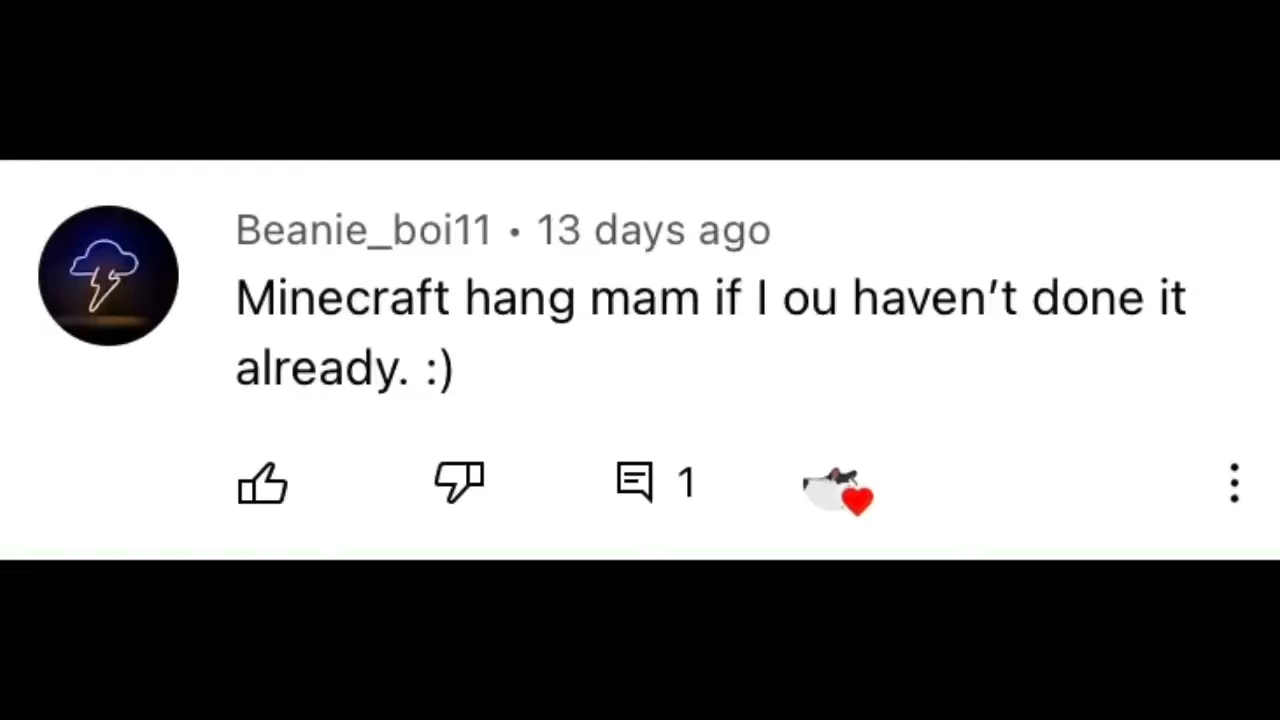 Beanie_boi11 • 13 days ago
Minecraft hang mam if I ou haven’t done it
already. :)
1